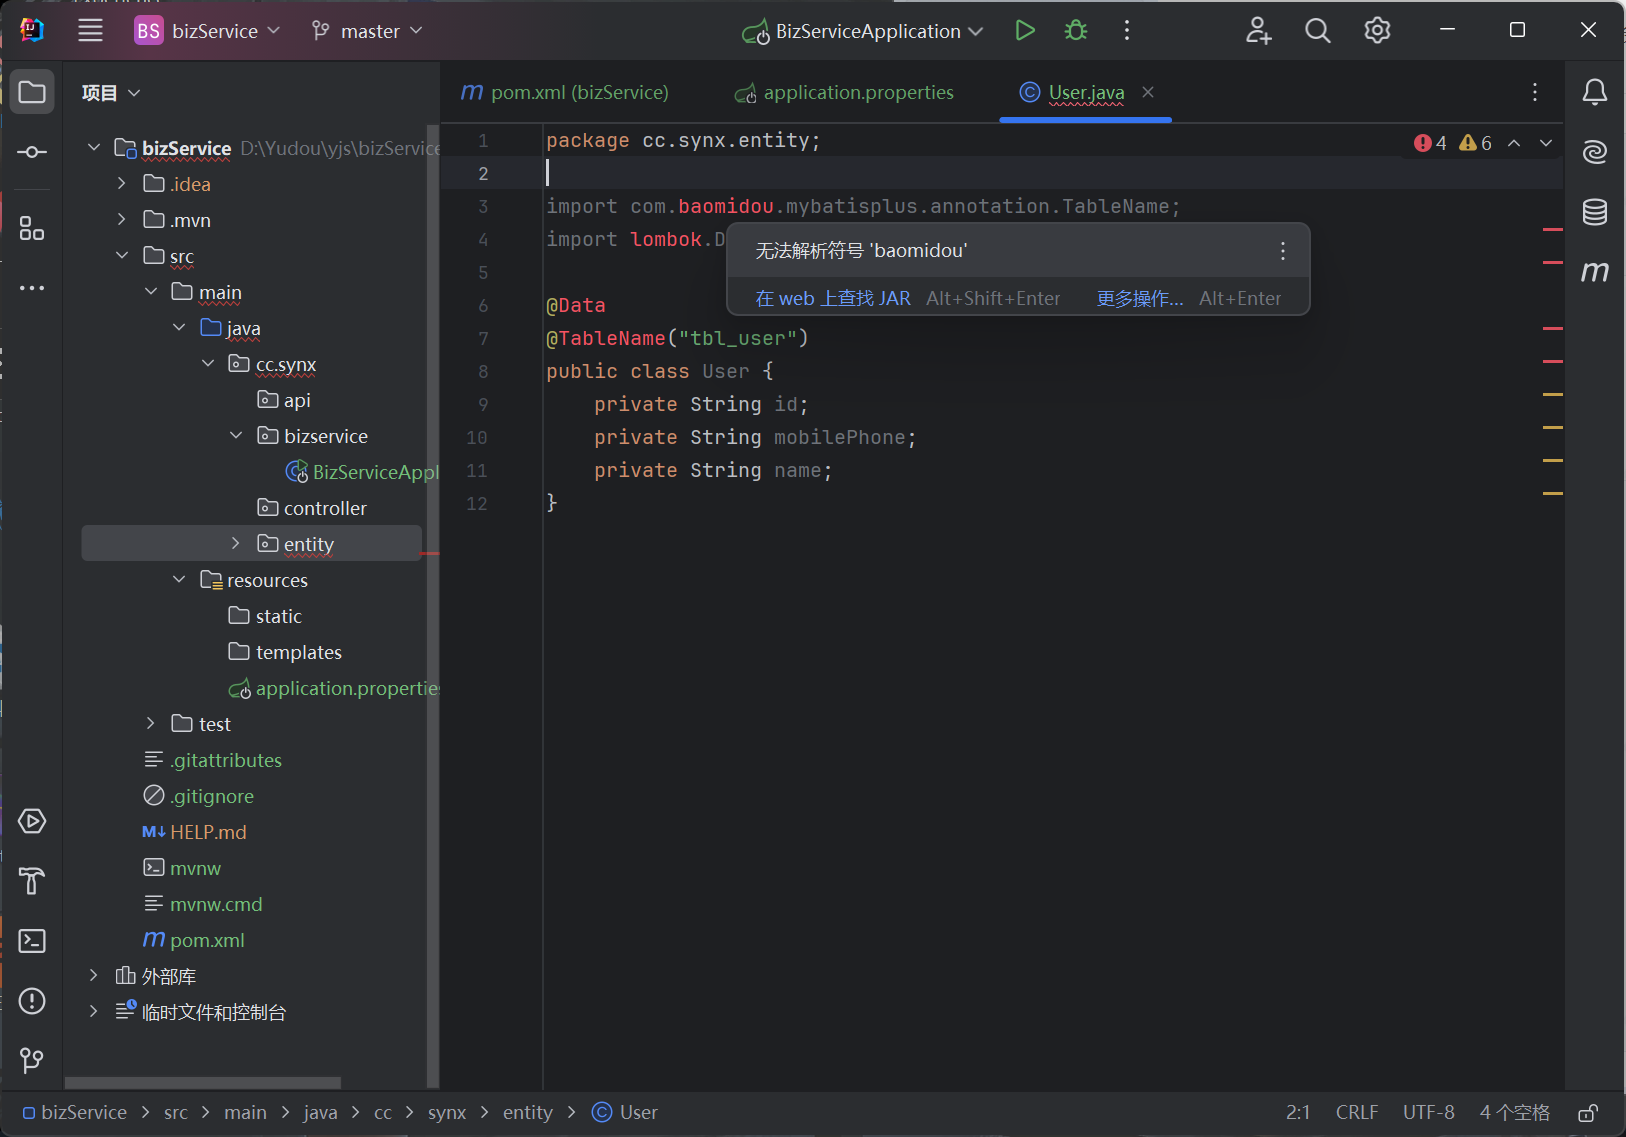 BS bizService master BizServiceApplication
项目
bizService D:\Yudou\yjs\bizService
.idea
.mvn
src
main
java
cc.synx
api
bizservice
BizServiceAppl
controller
entity
resources
static
templates
application.properties
test
.gitattributes
.gitignore
M↓ HELP.md
mvnw
mvnw.cmd
m pom.xml
外部库
临时文件和控制台
m pom.xml (bizService) application.properties User.java
4 6
1 package cc.synx.entity;
2
3 import com.baomidou.mybatisplus.annotation.TableName;
4 import lombok.D
5
6 @Data
7 @TableName("tbl_user")
8 public class User {
9 private String id;
10 private String mobilePhone;
11 private String name;
12 }
无法解析符号 'baomidou'
在 web 上查找 JAR Alt+Shift+Enter 更多操作... Alt+Enter
m
bizService > src > main > java > cc > synx > entity > User
2:1 CRLF UTF-8 4 个空格